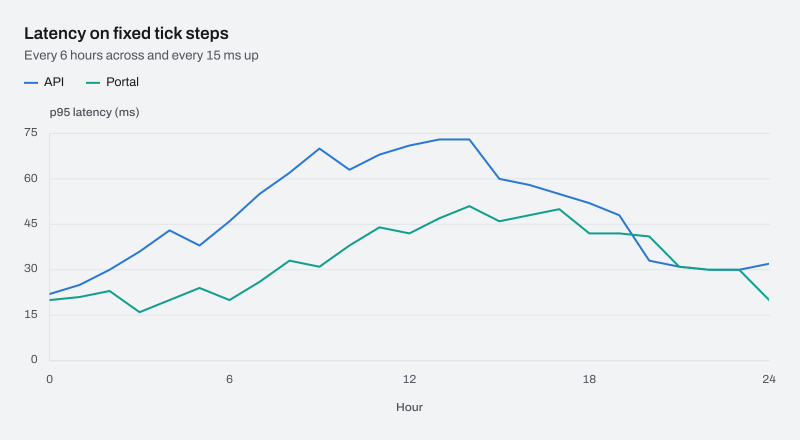 Latency on fixed tick steps
Every 6 hours across and every 15 ms up
API Portal
p95 latency (ms)
75
60
45
30
15
0
0 6 12 18 24
Hour